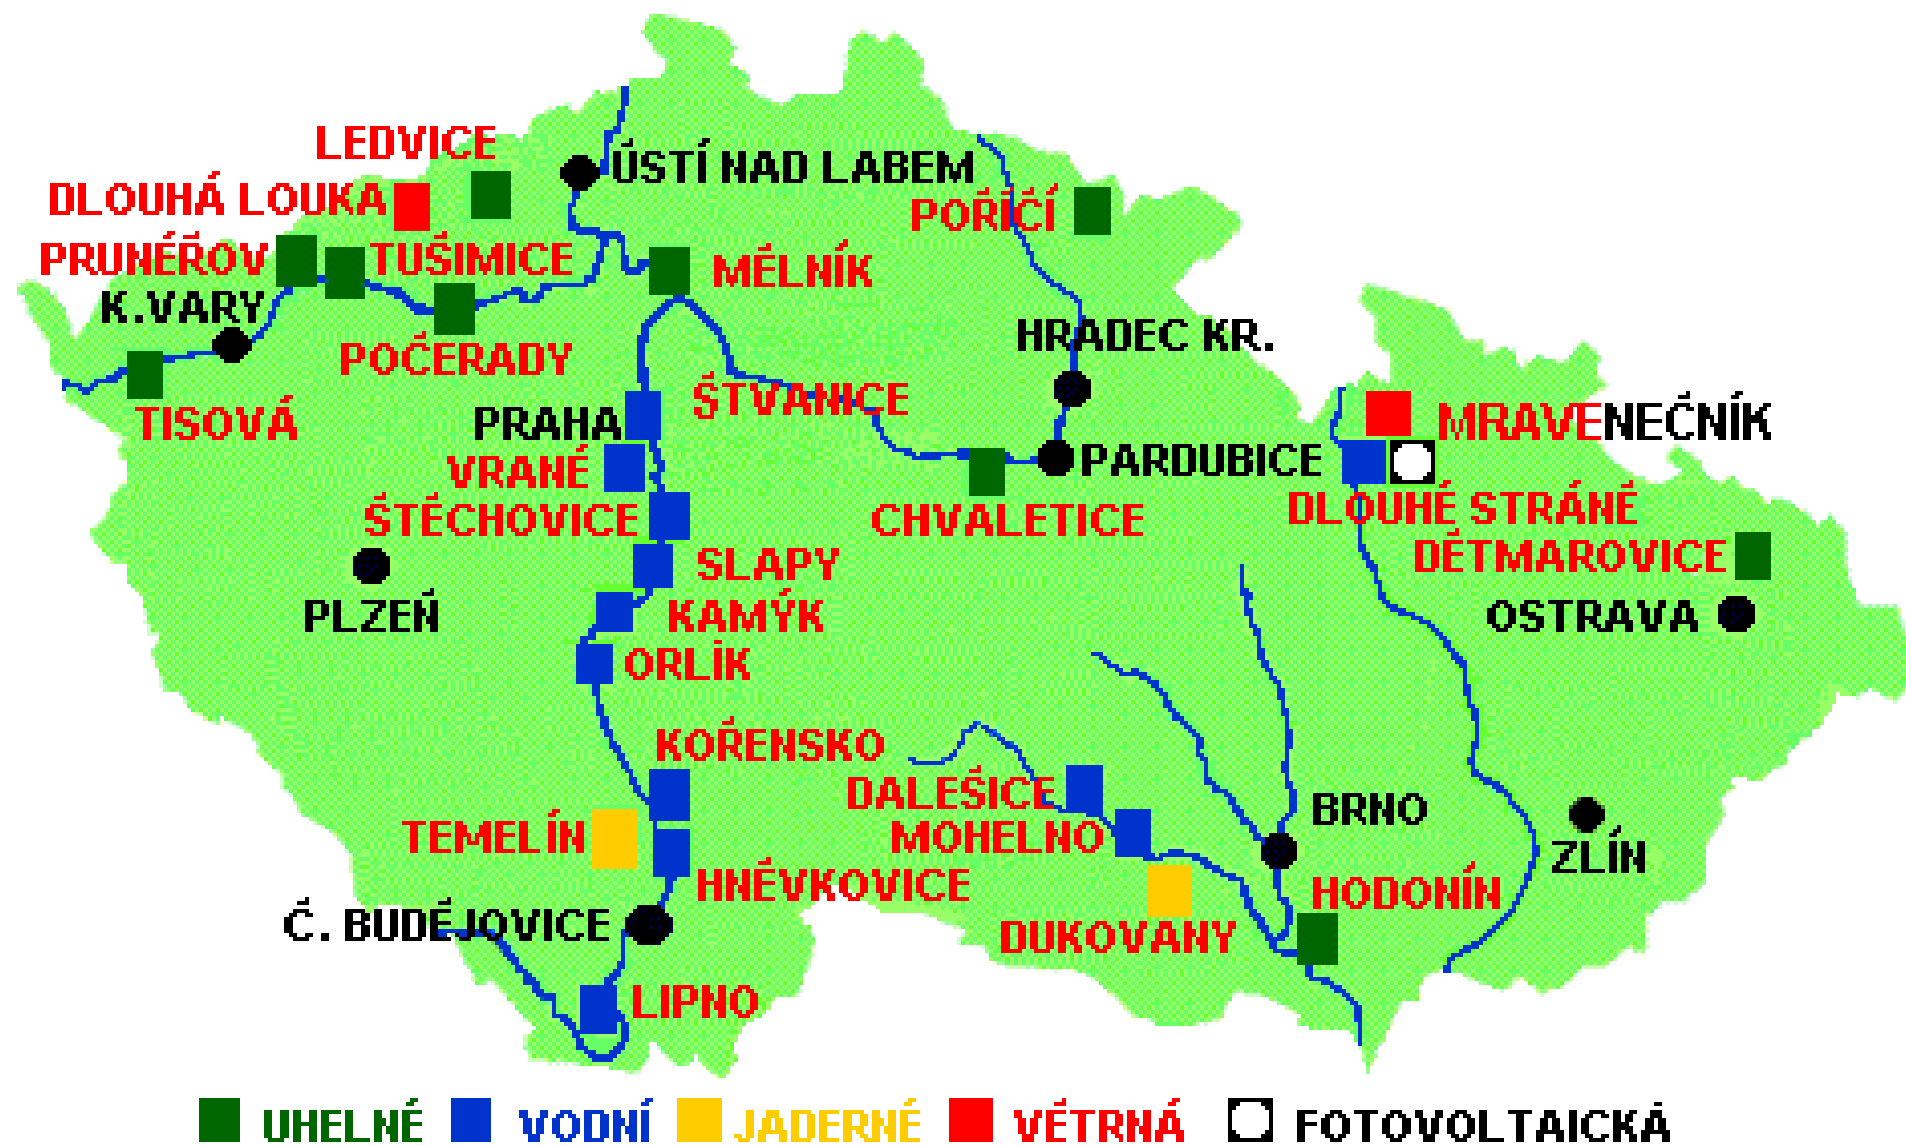 LEDVICE
ÚSTÍ NAD LABEM
DLOUHÁ LOUKA
POŘÍČÍ
PRUNÉŘOV
TUŠIMICE
MĚLNÍK
K.VARY
HRADEC KR.
POČERADY
ŠTVANICE
TISOVÁ
PRAHA
MRAVENEČNÍK
VRANÉ
PARDUBICE
ŠTĚCHOVICE
CHVALETICE
DLOUHÉ STRÁNĚ
DĚTMAROVICE
SLAPY
PLZEŇ
KAMÝK
OSTRAVA
ORLÍK
KOŘENSKO
DALEŠICE
BRNO
TEMELÍN
MOHELNO
ZLÍN
HNĚVKOVICE
HODONÍN
Č. BUDĚJOVICE
DUKOVANY
LIPNO
UHELNÉ VODNÍ JADERNÉ VĚTRNÁ FOTOVOLTAICKÁ